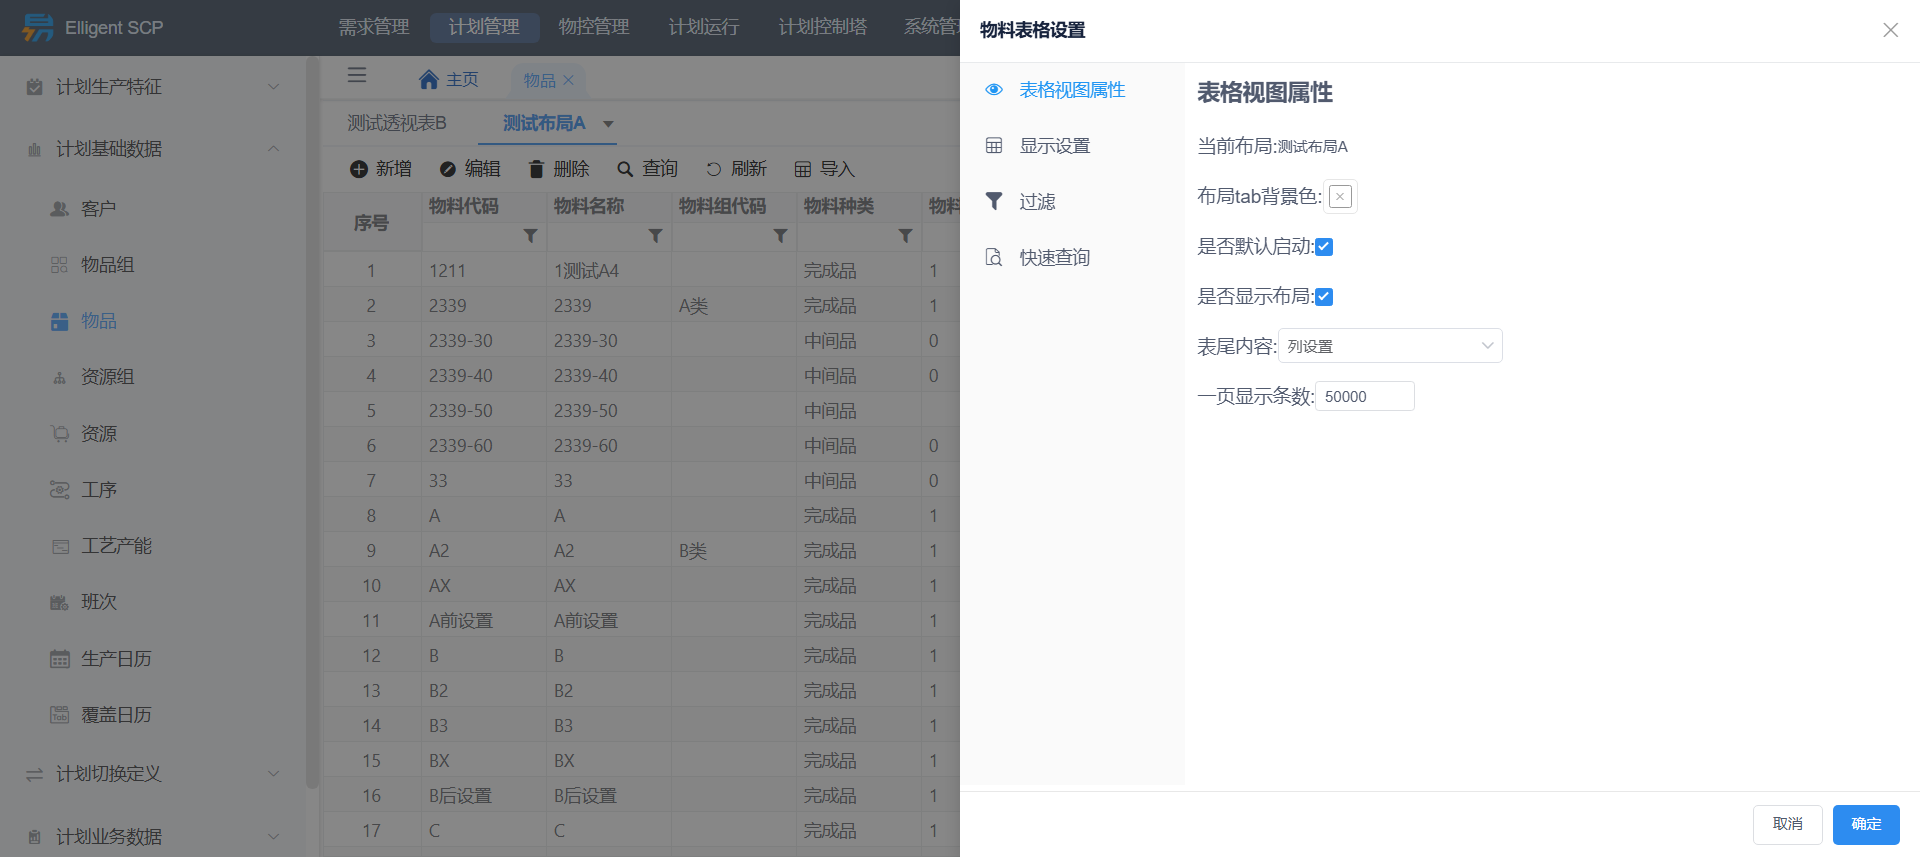 Elligent SCP
需求管理 计划管理 物控管理 计划运行 计划控制塔 系统管理
计划生产特征
计划基础数据
客户
物品组
物品
资源组
资源
工序
工艺产能
班次
生产日历
覆盖日历
计划切换定义
计划业务数据
主页 物品
测试透视表B 测试布局A
新增 编辑 删除 查询 刷新 导入
序号 物料代码 物料名称 物料组代码 物料种类 物料
1 1211 1测试A4 完成品 1
2 2339 2339 A类 完成品 1
3 2339-30 2339-30 中间品 0
4 2339-40 2339-40 中间品 0
5 2339-50 2339-50 中间品
6 2339-60 2339-60 中间品 0
7 33 33 中间品 0
8 A A 完成品 1
9 A2 A2 B类 完成品 1
10 AX AX 完成品 1
11 A前设置 A前设置 完成品 1
12 B B 完成品 1
13 B2 B2 完成品 1
14 B3 B3 完成品 1
15 BX BX 完成品 1
16 B后设置 B后设置 完成品 1
17 C C 完成品 1
物料表格设置
表格视图属性
显示设置
过滤
快速查询
表格视图属性
当前布局:测试布局A
布局tab背景色:
是否默认启动:
是否显示布局:
表尾内容:列设置
一页显示条数:50000
取消 确定